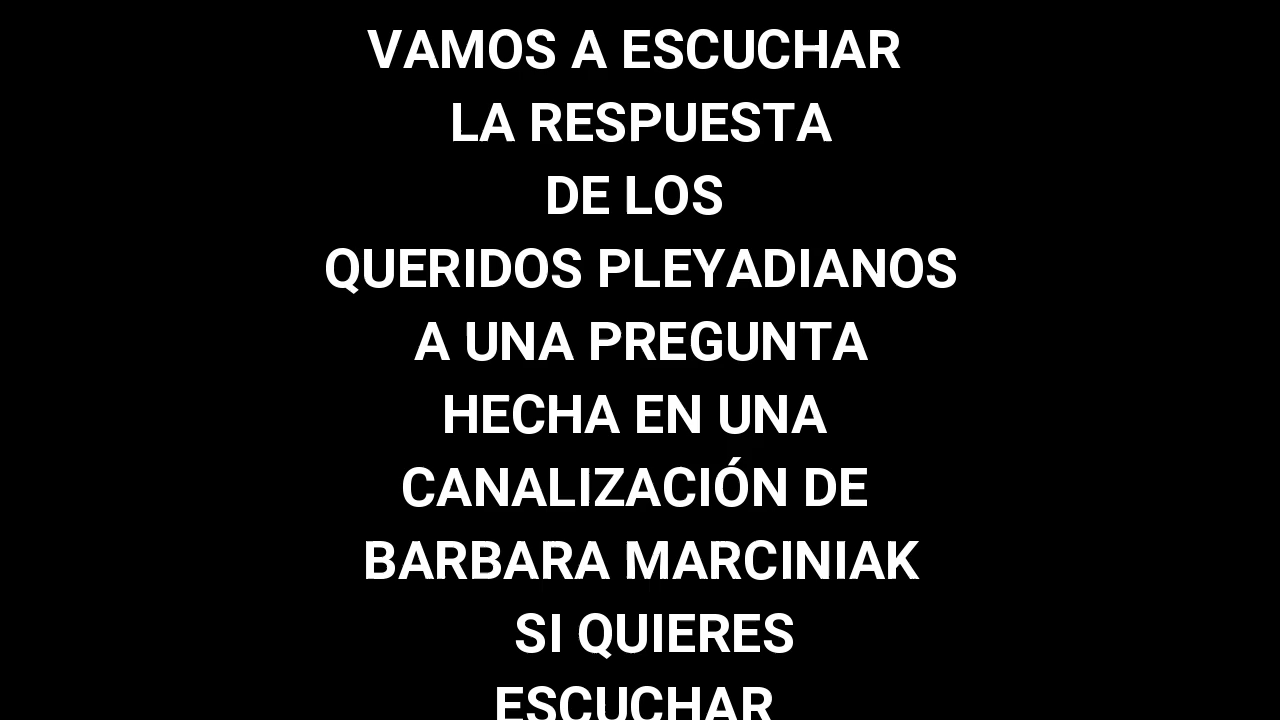 VAMOS A ESCUCHAR
LA RESPUESTA
DE LOS
QUERIDOS PLEYADIANOS
A UNA PREGUNTA
HECHA EN UNA
CANALIZACIÓN DE
BARBARA MARCINIAK
SI QUIERES
ESCUCHAR